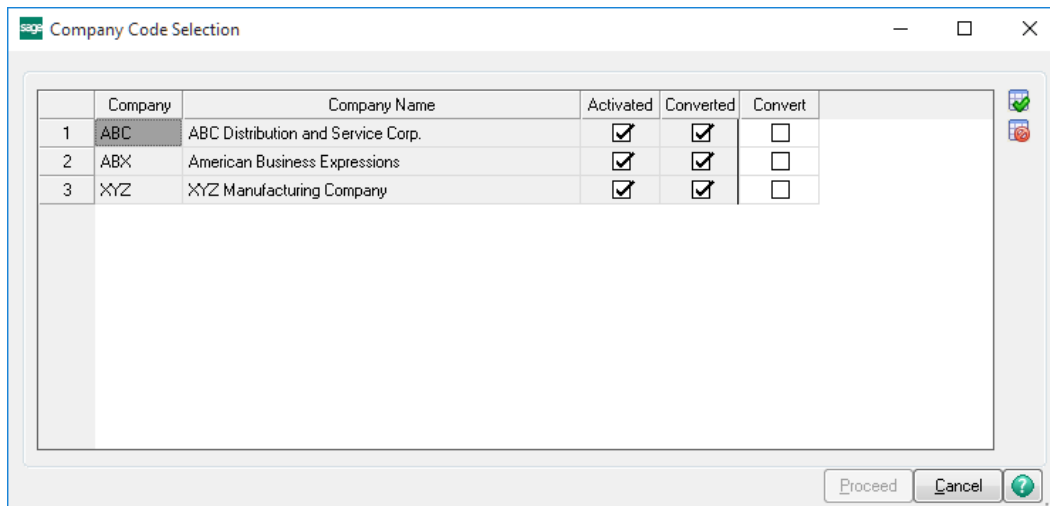 sage Company Code Selection
Company Company Name Activated Converted Convert
1 ABC ABC Distribution and Service Corp.
2 ABX American Business Expressions
3 XYZ XYZ Manufacturing Company
Proceed Cancel ?